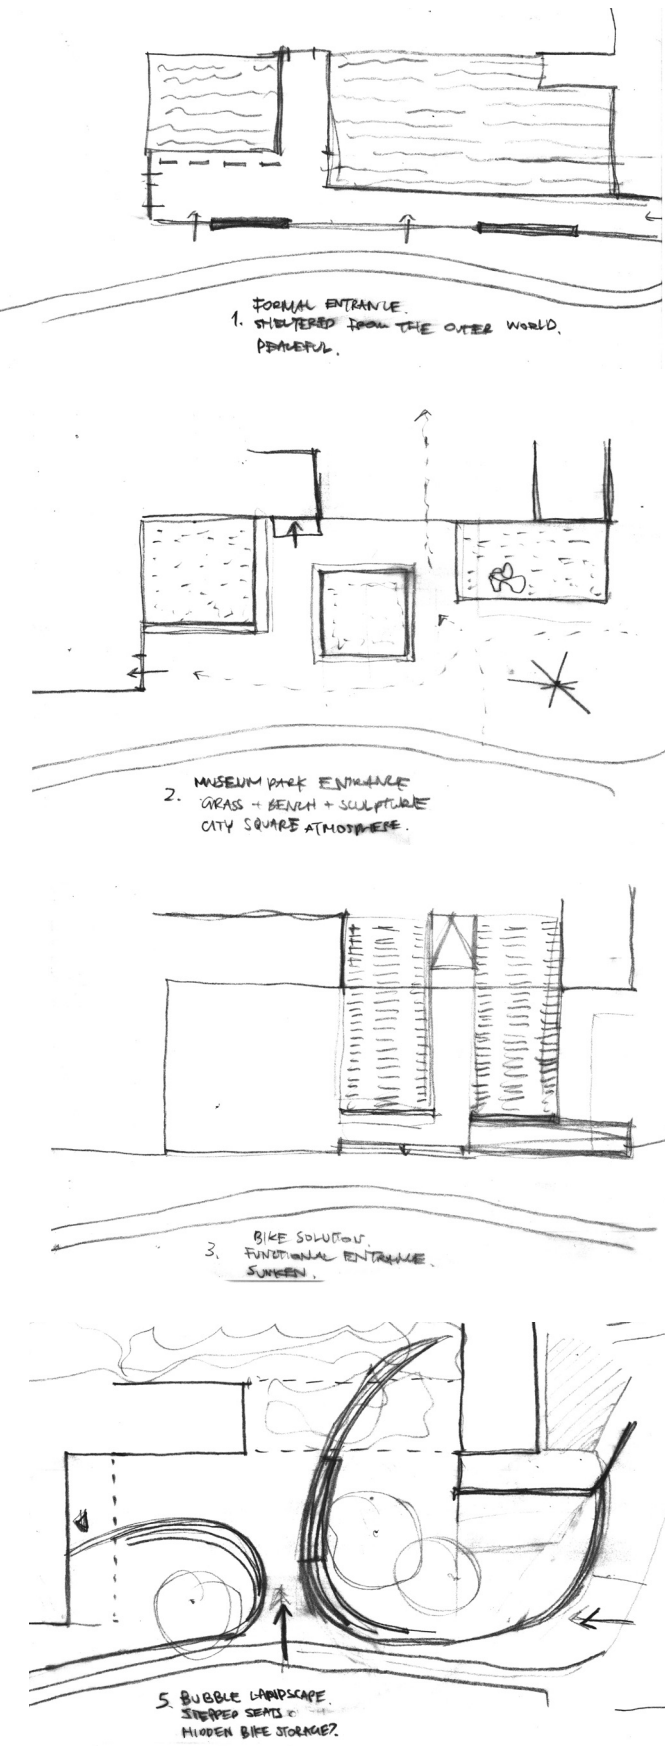 FORMAL ENTRANCE.
1. SHELTERED FROM THE OUTER WORLD.
PEACEFUL.
MUSEUM PARK ENTRANCE
2. GRASS + BENCH + SCULPTURE
CITY SQUARE ATMOSPHERE.
BIKE SOLUTION.
3. FUNCTIONAL ENTRANCE.
SUNKEN.
5. BUBBLE LANDSCAPE.
STEPPED SEATS
HIDDEN BIKE STORAGE?